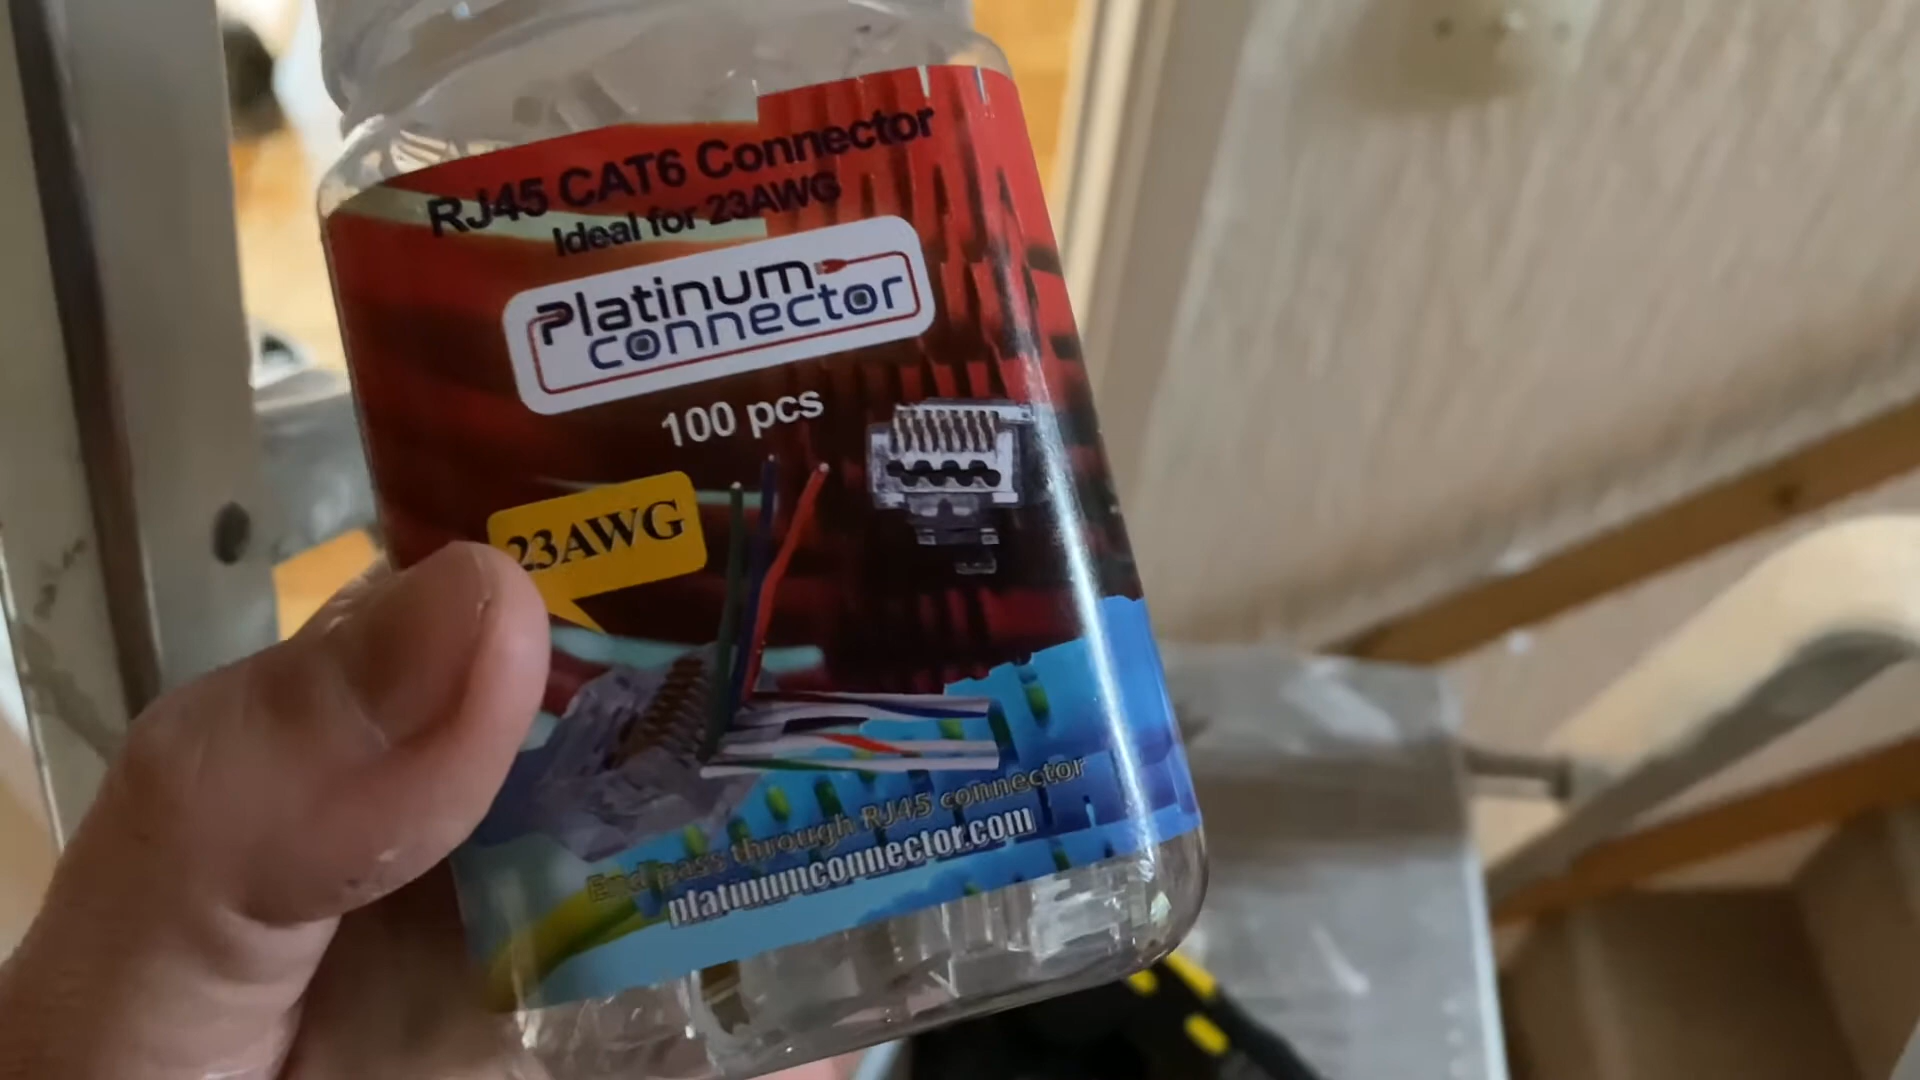 RJ45 CAT6 Connector
Ideal for 23AWG
Platinum
connector
100 pcs
23AWG
End pass through RJ45 connector
platinumconnector.com